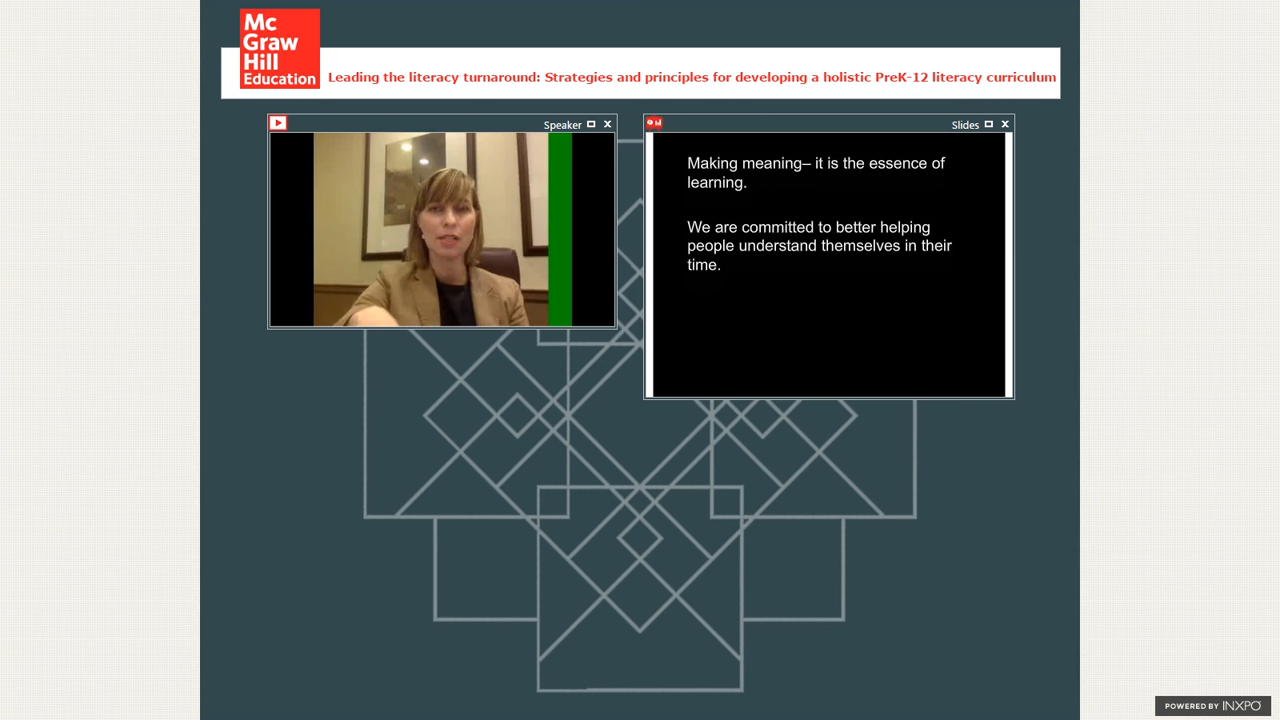 Mc
Graw
Hill
Education
Leading the literacy turnaround: Strategies and principles for developing a holistic PreK-12 literacy curriculum
Speaker
Slides
Making meaning– it is the essence of
learning.
We are committed to better helping
people understand themselves in their
time.
POWERED BY INXPO